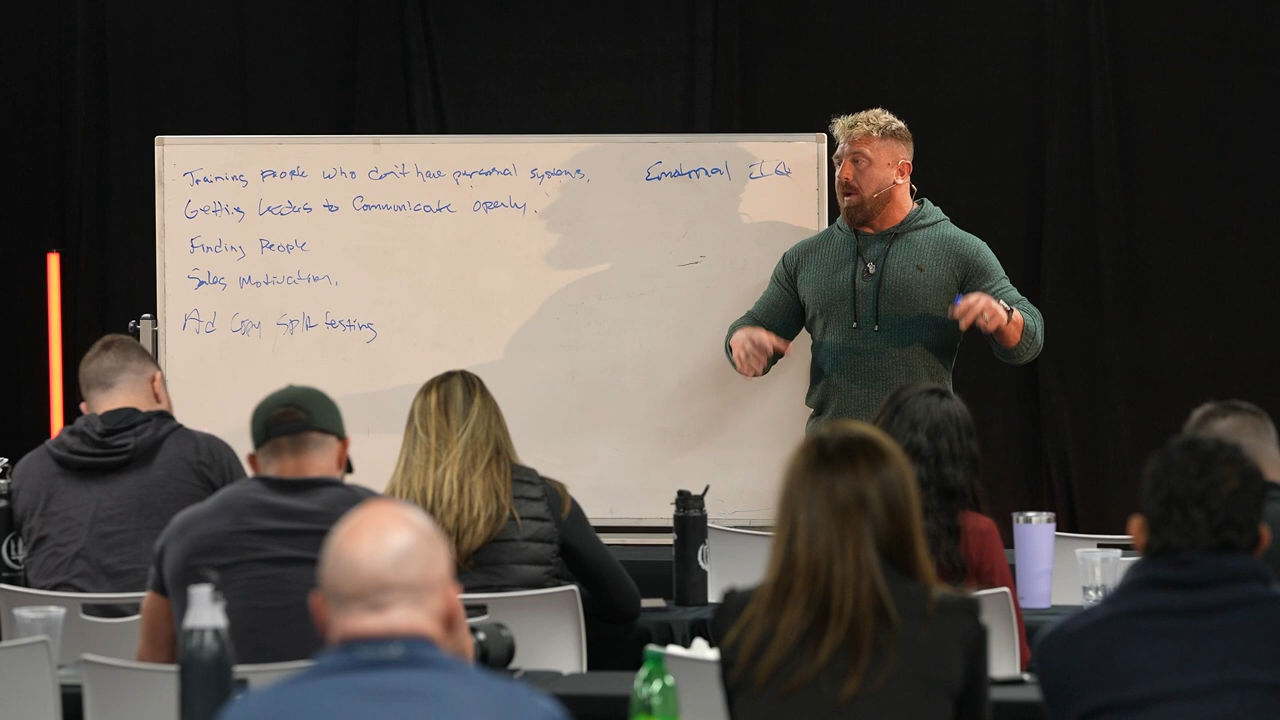 Training People who don't have personal systems.
Emotional IQ
Getting leaders to Communicate openly.
Finding People
Sales Motivation.
Ad Copy Split testing